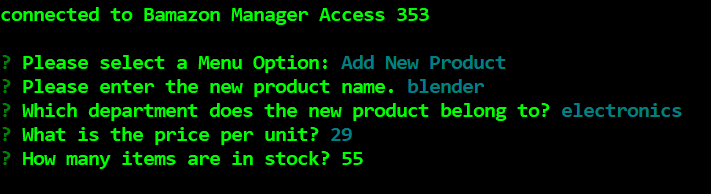 connected to Bamazon Manager Access 353
? Please select a Menu Option: Add New Product
? Please enter the new product name. blender
? Which department does the new product belong to? electronics
? What is the price per unit? 29
? How many items are in stock? 55